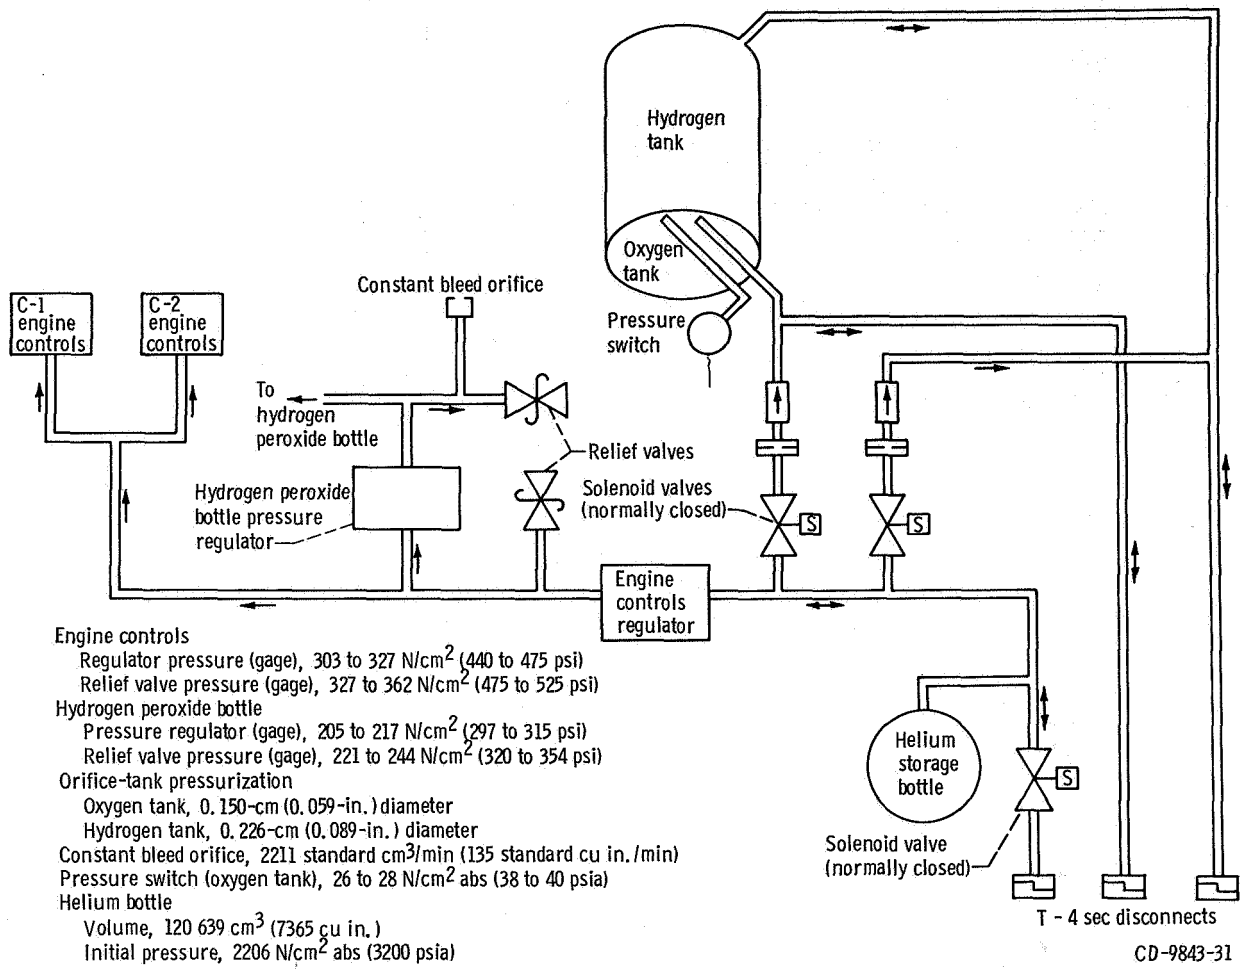 Hydrogen
tank
Oxygen
tank
Constant bleed orifice
C-1
engine
controls
C-2
engine
controls
Pressure
switch
To
hydrogen
peroxide bottle
Relief valves
Hydrogen peroxide
bottle pressure
regulator
Solenoid valves
(normally closed)
S
S
Engine
controls
regulator
Engine controls
Regulator pressure (gage), 303 to 327 N/cm2 (440 to 475 psi)
Relief valve pressure (gage), 327 to 362 N/cm2 (475 to 525 psi)
Hydrogen peroxide bottle
Pressure regulator (gage), 205 to 217 N/cm2 (297 to 315 psi)
Relief valve pressure (gage), 221 to 244 N/cm2 (320 to 354 psi)
Orifice-tank pressurization
Oxygen tank, 0.150-cm (0.059-in.) diameter
Hydrogen tank, 0.226-cm (0.089-in.) diameter
Constant bleed orifice, 2211 standard cm3/min (135 standard cu in./min)
Pressure switch (oxygen tank), 26 to 28 N/cm2 abs (38 to 40 psia)
Helium bottle
Volume, 120 639 cm3 (7365 cu in.)
Initial pressure, 2206 N/cm2 abs (3200 psia)
Helium
storage
bottle
S
Solenoid valve
(normally closed)
T - 4 sec disconnects
CD-9843-31